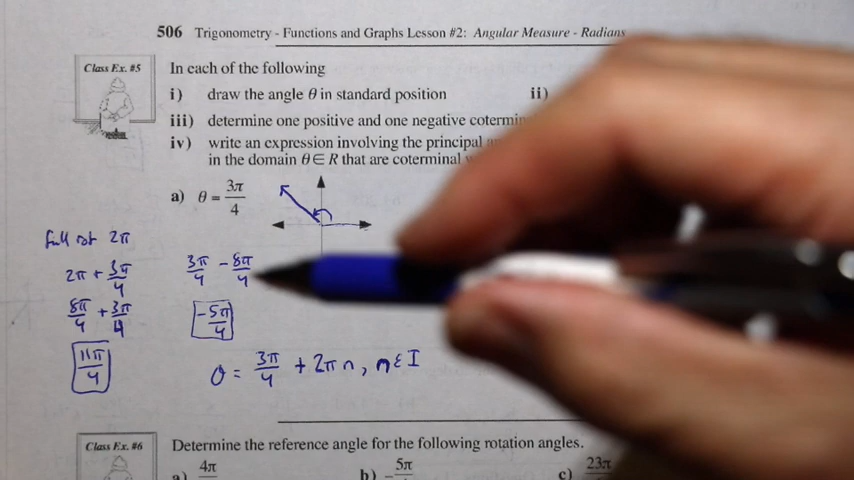 506 Trigonometry - Functions and Graphs Lesson #2: Angular Measure - Radians
Class Ex. #5
In each of the following
i) draw the angle θ in standard position ii)
iii) determine one positive and one negative
iv) write an expression involving the principal
in the domain θ ∈ R that are coterminal
a) θ = 3π/4
full rot 2π
2π + 3π/4
8π/4 + 3π/4
11π/4
3π/4 - 8π/4
-5π/4
θ = 3π/4 + 2πn, n ∈ I
Class Ex. #6
Determine the reference angle for the following rotation angles.
a) 4π b) - 5π c) 23π